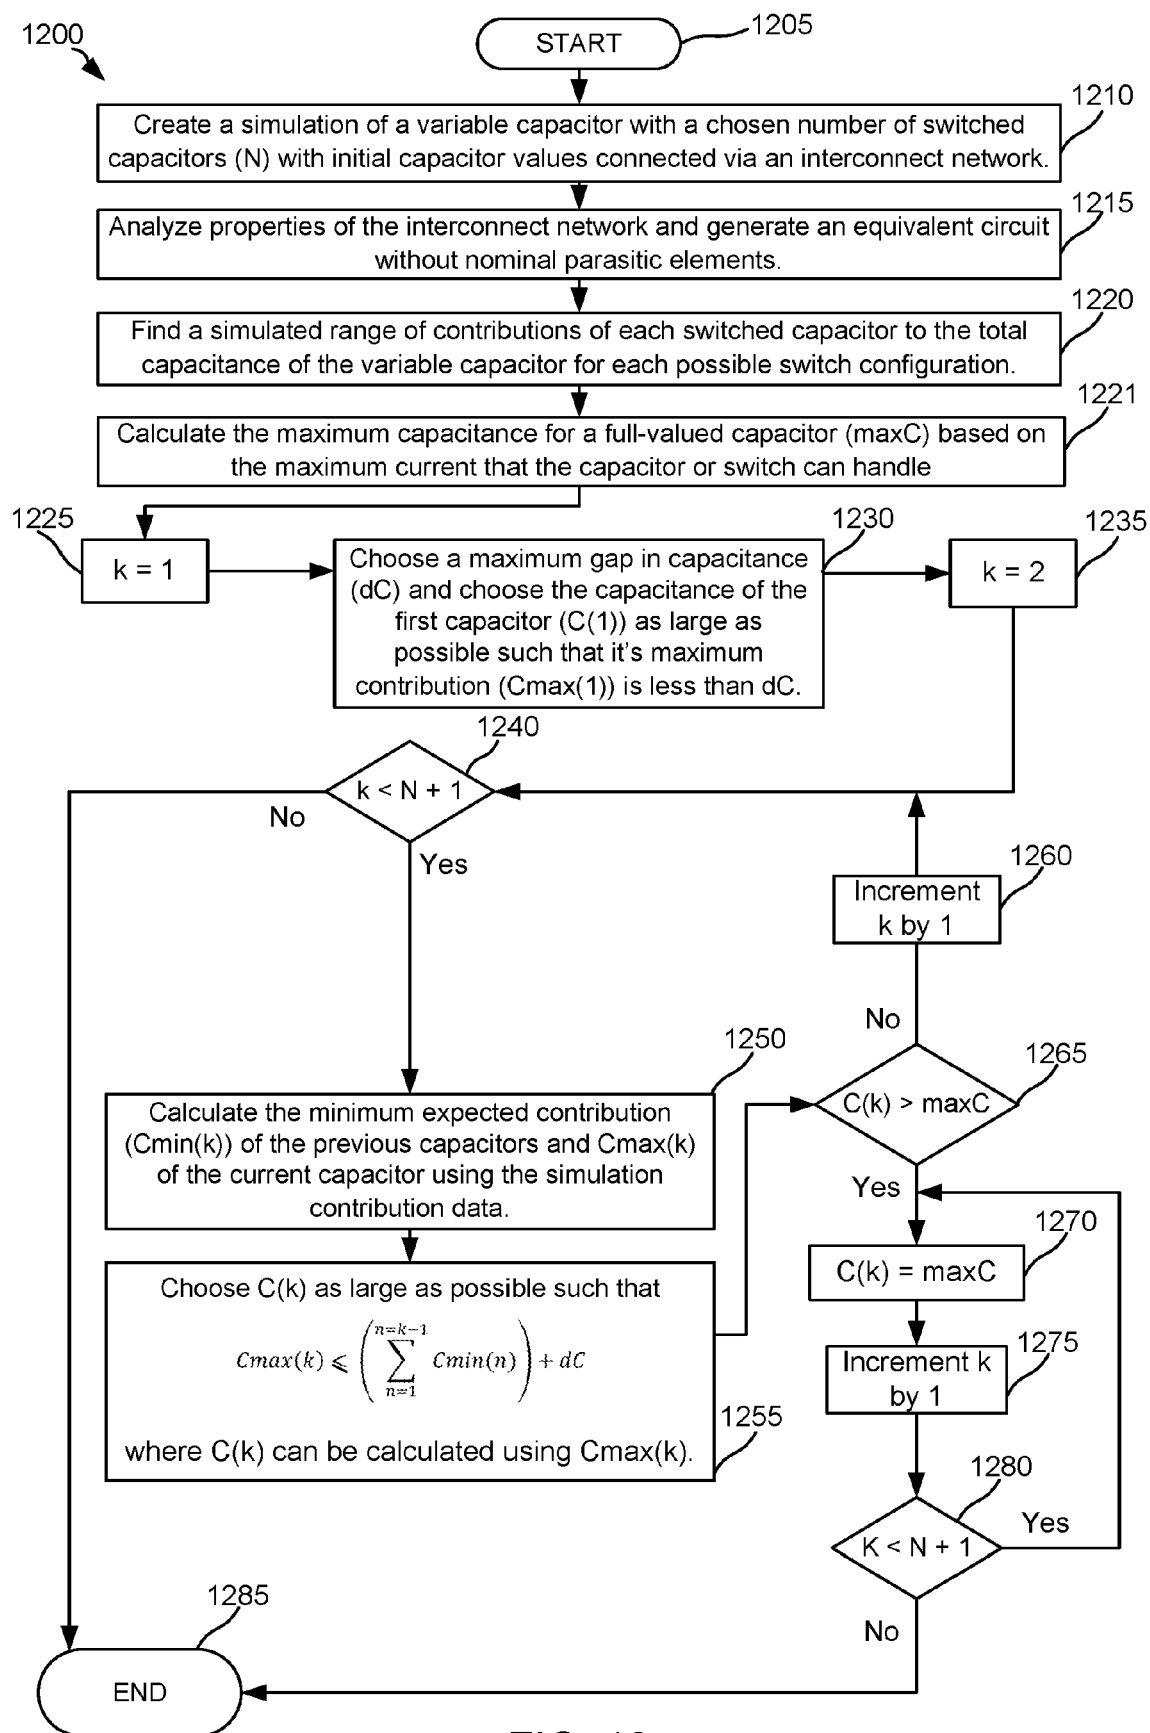 1200
START
1205
1210
Create a simulation of a variable capacitor with a chosen number of switched
capacitors (N) with initial capacitor values connected via an interconnect network.
1215
Analyze properties of the interconnect network and generate an equivalent circuit
without nominal parasitic elements.
1220
Find a simulated range of contributions of each switched capacitor to the total
capacitance of the variable capacitor for each possible switch configuration.
1221
Calculate the maximum capacitance for a full-valued capacitor (maxC) based on
the maximum current that the capacitor or switch can handle
1225
k = 1
1230
Choose a maximum gap in capacitance
(dC) and choose the capacitance of the
first capacitor (C(1)) as large as
possible such that it's maximum
contribution (Cmax(1)) is less than dC.
1235
k = 2
1240
k < N + 1
No
Yes
1260
Increment
k by 1
No
1250
Calculate the minimum expected contribution
(Cmin(k)) of the previous capacitors and Cmax(k)
of the current capacitor using the simulation
contribution data.
1265
C(k) > maxC
Yes
Choose C(k) as large as possible such that
Cmax(k) ⩽ (∑ n=1 n=k−1 Cmin(n)) + dC
where C(k) can be calculated using Cmax(k).
1255
1270
C(k) = maxC
1275
Increment k
by 1
1280
K < N + 1
Yes
No
1285
END